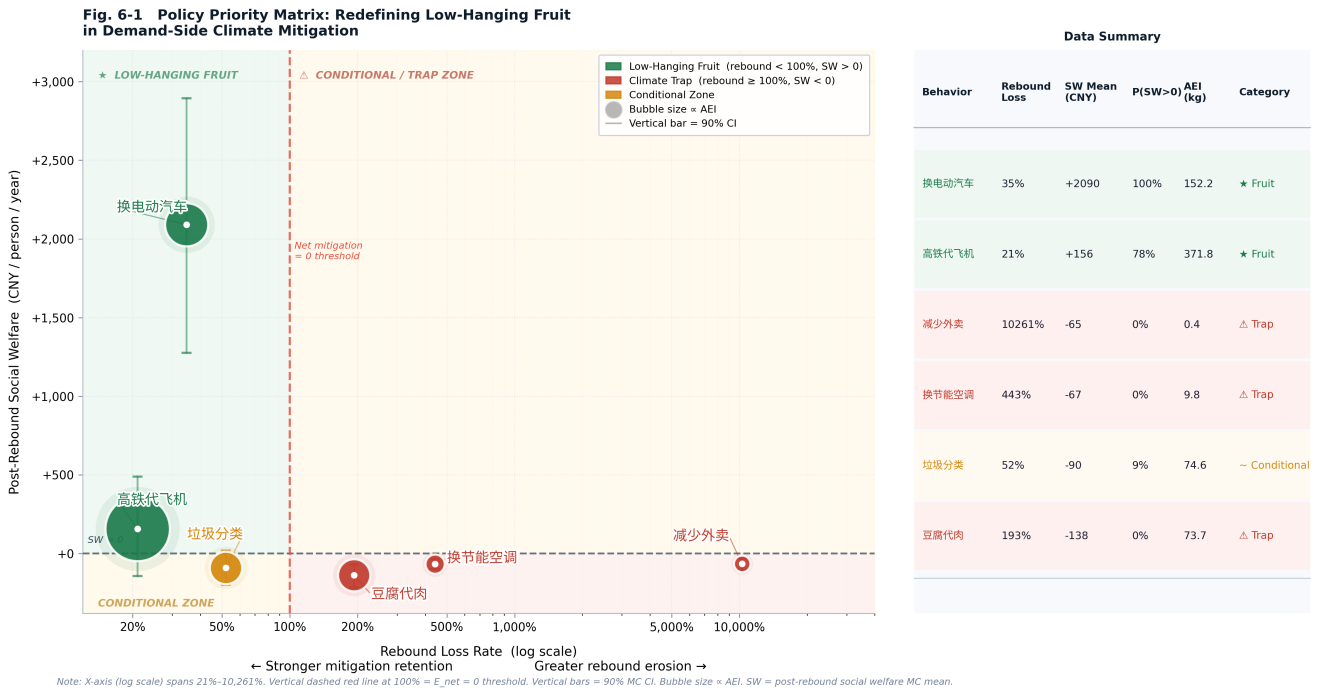 Fig. 6-1   Policy Priority Matrix: Redefining Low-Hanging Fruit
in Demand-Side Climate Mitigation
★ LOW-HANGING FRUIT
⚠ CONDITIONAL / TRAP ZONE
Low-Hanging Fruit (rebound < 100%, SW > 0)
Climate Trap (rebound ≥ 100%, SW < 0)
Conditional Zone
Bubble size ∝ AEI
Vertical bar = 90% CI
Post-Rebound Social Welfare (CNY / person / year)
+3,000
+2,500
+2,000
+1,500
+1,000
+500
+0
换电动汽车
Net mitigation
= 0 threshold
高铁代飞机
SW = 0
垃圾分类
减少外卖
换节能空调
豆腐代肉
CONDITIONAL ZONE
20% 50% 100% 200% 500% 1,000% 5,000% 10,000%
Rebound Loss Rate (log scale)
← Stronger mitigation retention
Greater rebound erosion →
Data Summary
Behavior Rebound Loss SW Mean (CNY) P(SW>0) AEI (kg) Category
换电动汽车 35% +2090 100% 152.2 ★ Fruit
高铁代飞机 21% +156 78% 371.8 ★ Fruit
减少外卖 10261% -65 0% 0.4 ⚠ Trap
换节能空调 443% -67 0% 9.8 ⚠ Trap
垃圾分类 52% -90 9% 74.6 ~ Conditional
豆腐代肉 193% -138 0% 73.7 ⚠ Trap
Note: X-axis (log scale) spans 21%–10,261%. Vertical dashed red line at 100% = E_net = 0 threshold. Vertical bars = 90% MC CI. Bubble size ∝ AEI. SW = post-rebound social welfare MC mean.